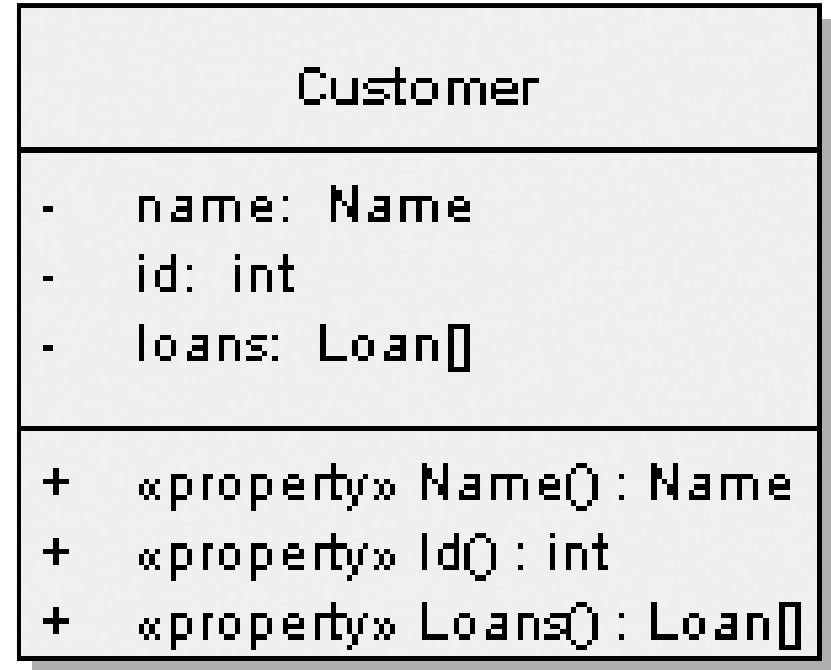 Customer
- name: Name
- id: int
- loans: Loan[]
+ «property» Name() : Name
+ «property» Id() : int
+ «property» Loans() : Loan[]